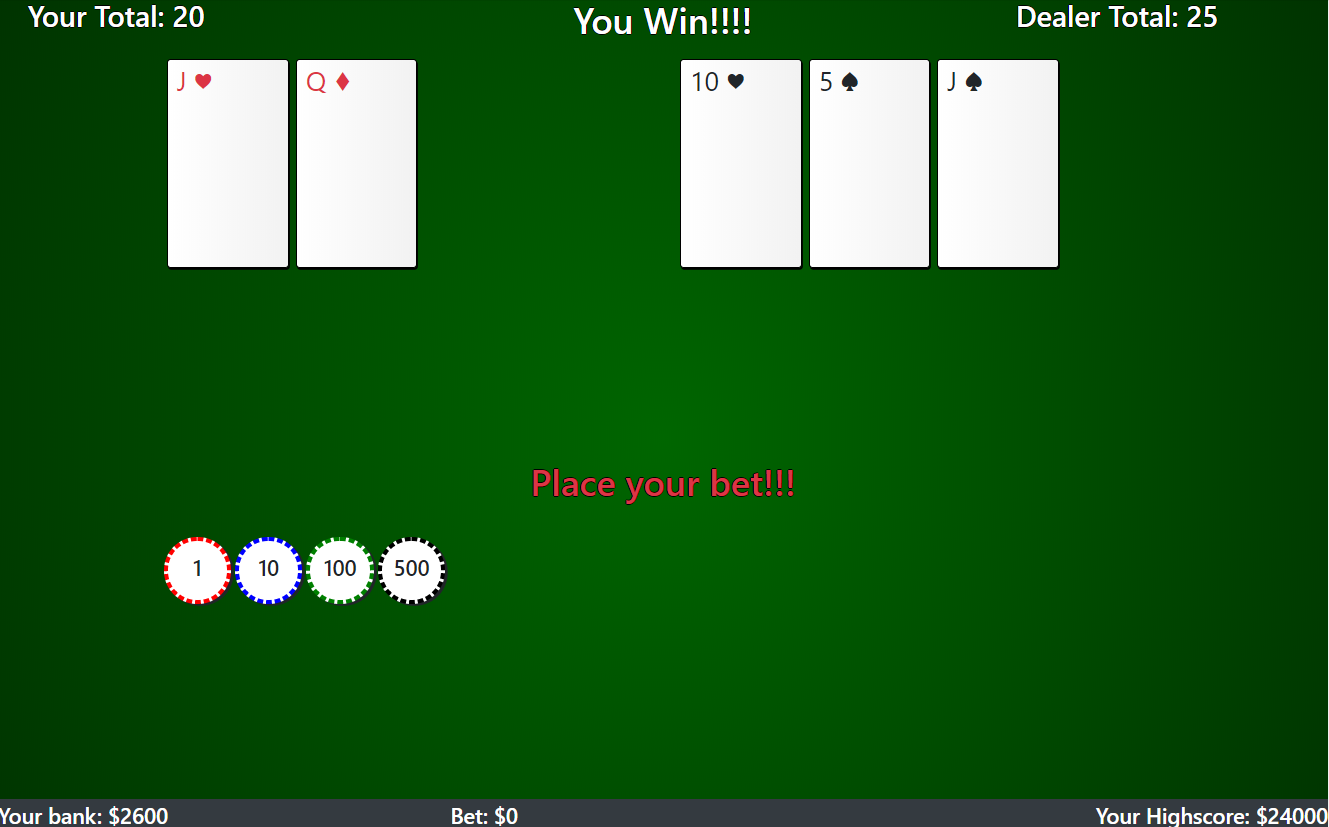 Your Total: 20
You Win!!!!
Dealer Total: 25
J ♥
Q ♦
10 ♥
5 ♠
J ♠
Place your bet!!!
1
10
100
500
Your bank: $2600
Bet: $0
Your Highscore: $24000